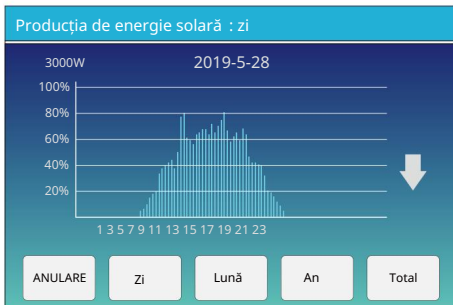 Producția de energie solară : zi
3000W 2019-5-28
100%
80%
60%
40%
20%
1 3 5 7 9 11 13 15 17 19 21 23
ANULARE Zi Lună An Total